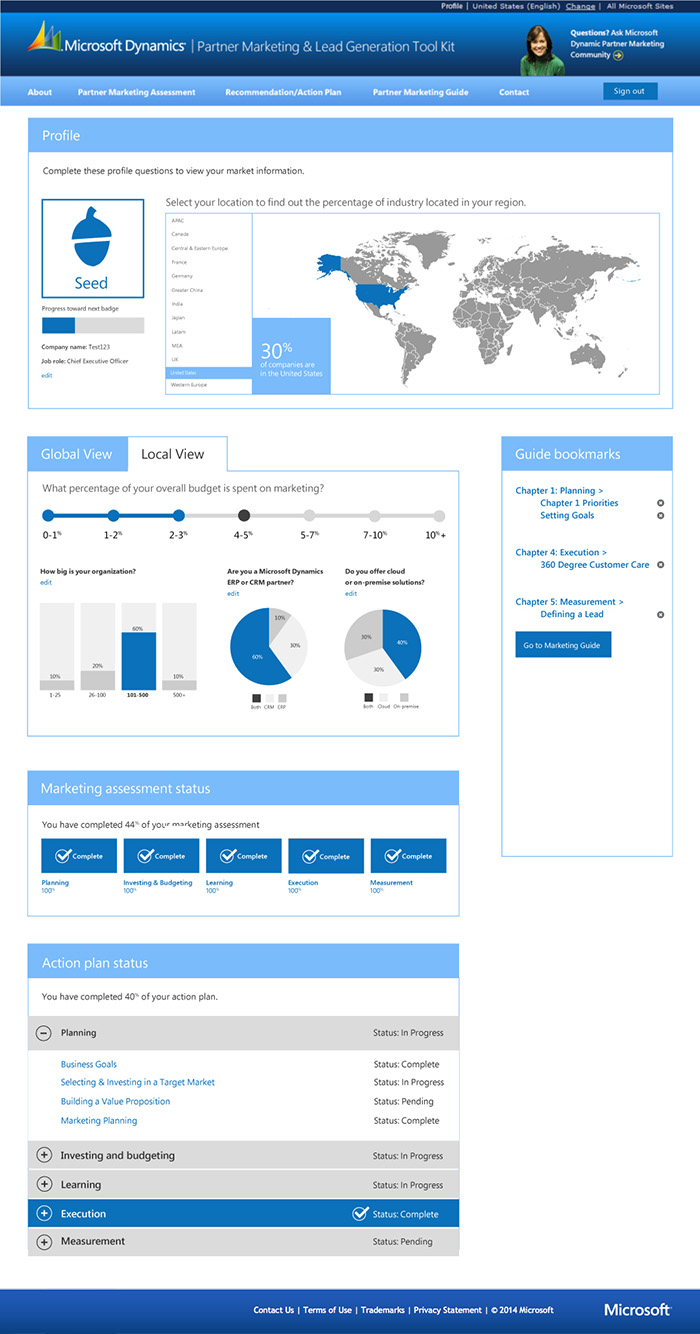 Profile | United States (English) Change | All Microsoft Sites
Microsoft Dynamics® | Partner Marketing & Lead Generation Tool Kit
Questions? Ask Microsoft
Dynamic Partner Marketing
Community
About
Partner Marketing Assessment
Recommendation/Action Plan
Partner Marketing Guide
Contact
Sign out
Profile
Complete these profile questions to view your market information.
Seed
Progress toward next badge
Company name: Test123
Job role: Chief Executive Officer
edit
Select your location to find out the percentage of industry located in your region.
APAC
Canada
Central & Eastern Europe
France
Germany
Greater China
India
Japan
Latam
MEA
UK
United States
Western Europe
30%
of companies are
in the United States
Global View
Local View
What percentage of your overall budget is spent on marketing?
0-1%
1-2%
2-3%
4-5%
5-7%
7-10%
10%+
How big is your organization?
edit
10%
20%
60%
10%
1-25
26-100
101-500
500+
Are you a Microsoft Dynamics
ERP or CRM partner?
edit
10%
30%
60%
Both CRM ERP
Do you offer cloud
or on-premise solutions?
edit
30%
40%
30%
Both Cloud On-premise
Guide bookmarks
Chapter 1: Planning >
Chapter 1 Priorities
Setting Goals
Chapter 4: Execution >
360 Degree Customer Care
Chapter 5: Measurement >
Defining a Lead
Go to Marketing Guide
Marketing assessment status
You have completed 44% of your marketing assessment
Complete
Complete
Complete
Complete
Complete
Planning
100%
Investing & Budgeting
100%
Learning
100%
Execution
100%
Measurement
100%
Action plan status
You have completed 40% of your action plan.
Planning Status: In Progress
Business Goals Status: Complete
Selecting & Investing in a Target Market Status: In Progress
Building a Value Proposition Status: Pending
Marketing Planning Status: Complete
Investing and budgeting Status: In Progress
Learning Status: In Progress
Execution Status: Complete
Measurement Status: Pending
Contact Us | Terms of Use | Trademarks | Privacy Statement | © 2014 Microsoft
Microsoft®